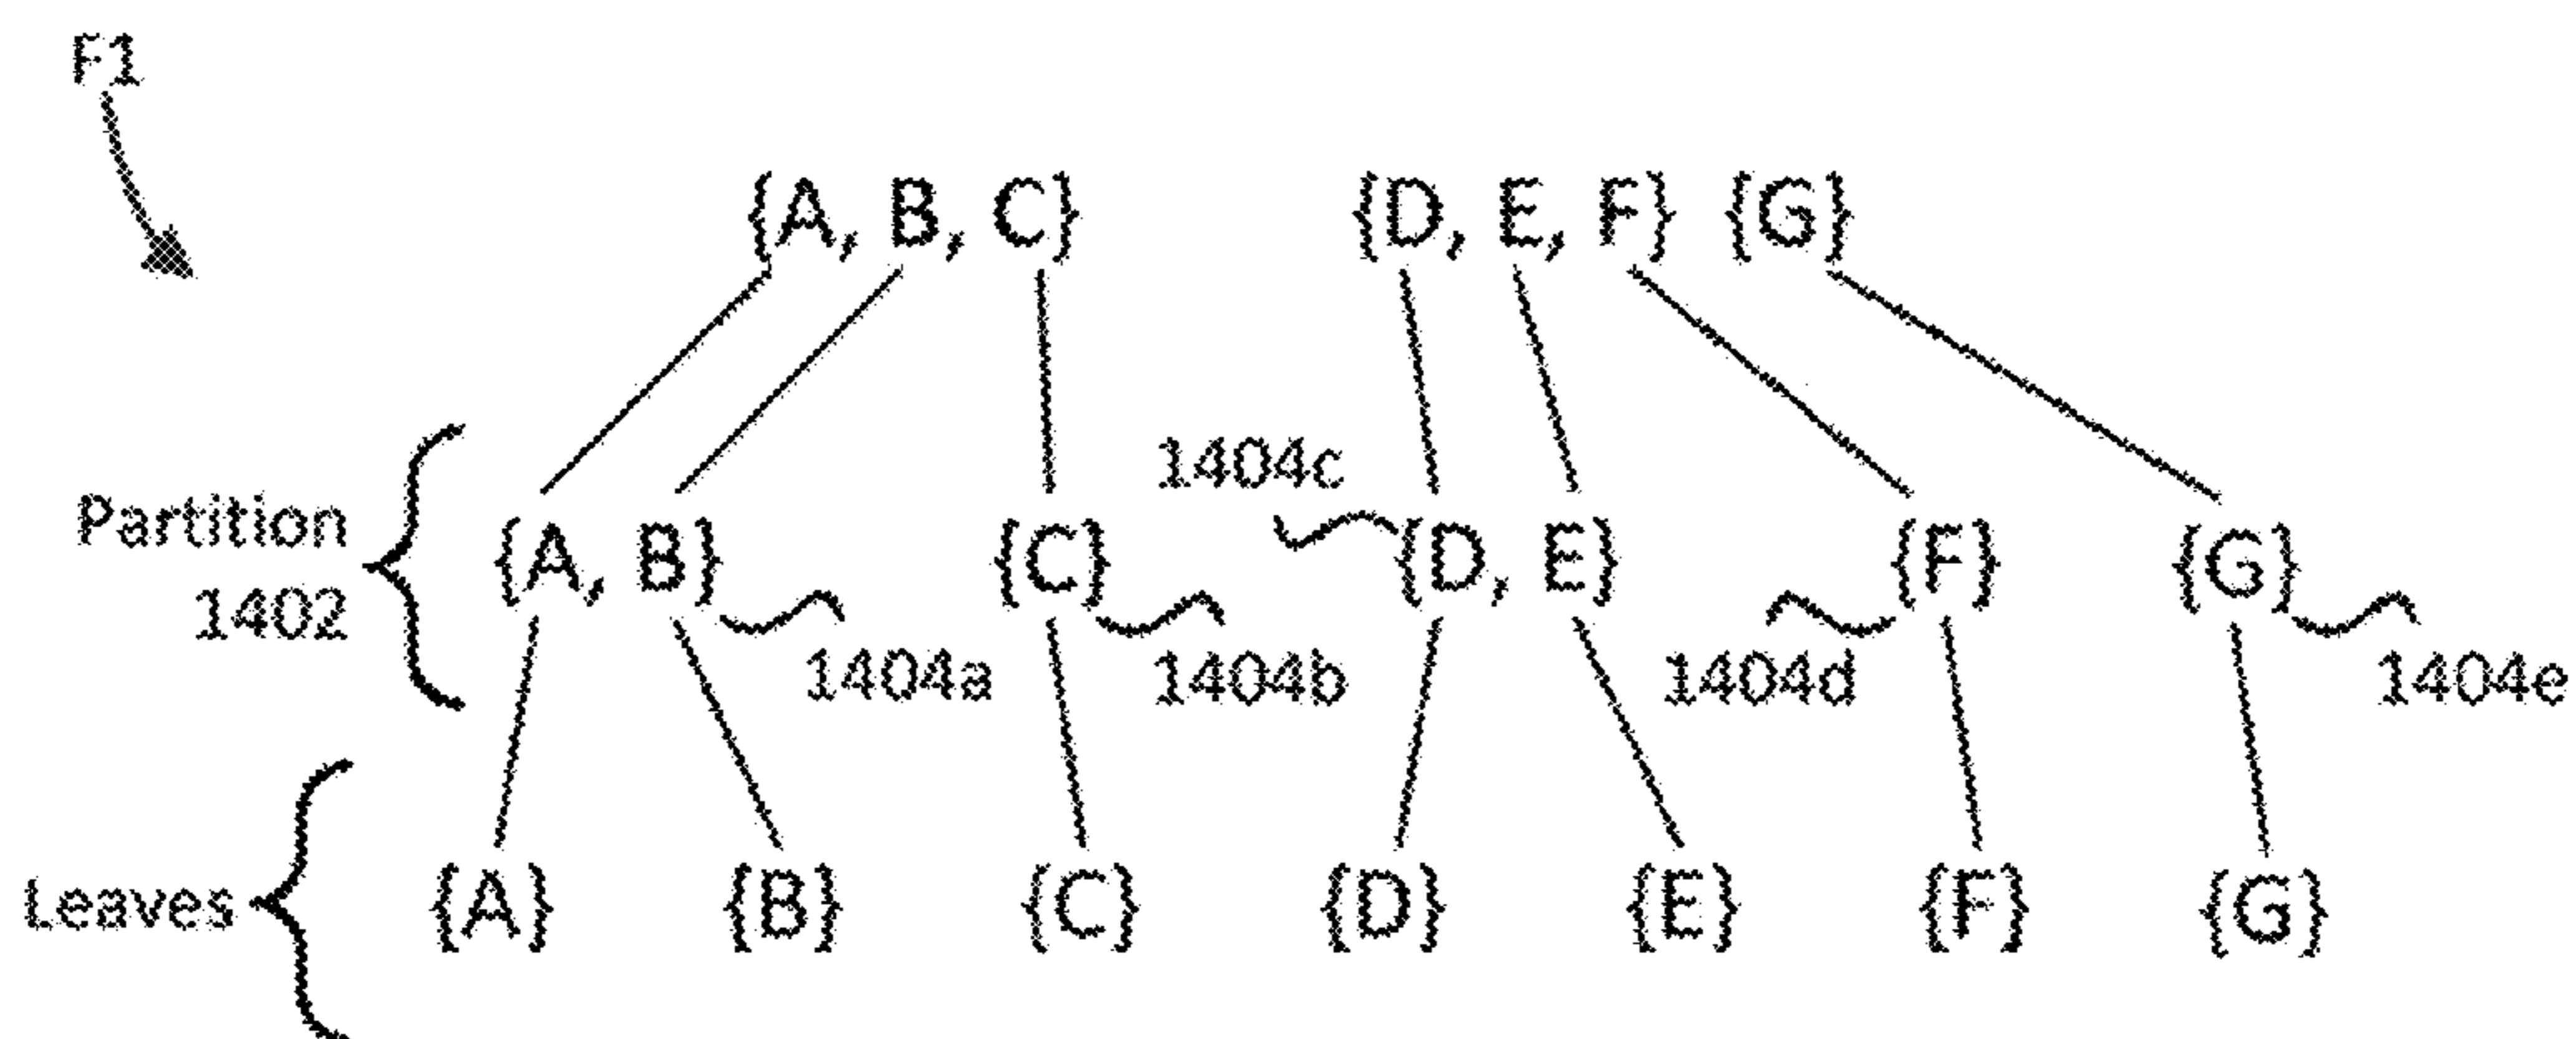 F1
{A, B, C} {D, E, F} {G}
1404c
Partition
1402
{A, B} {C} {D, E} {F} {G}
1404a 1404b 1404d 1404e
Leaves
{A} {B} {C} {D} {E} {F} {G}